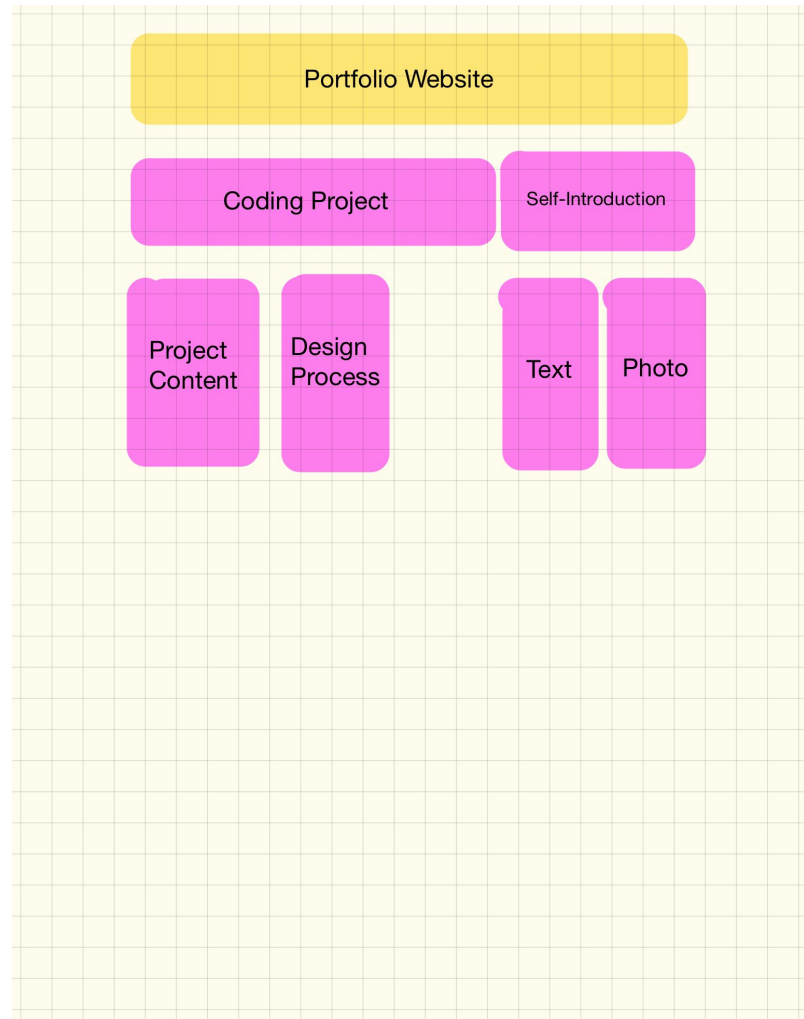 Portfolio Website
Coding Project
Self-Introduction
Project
Content
Design
Process
Text
Photo